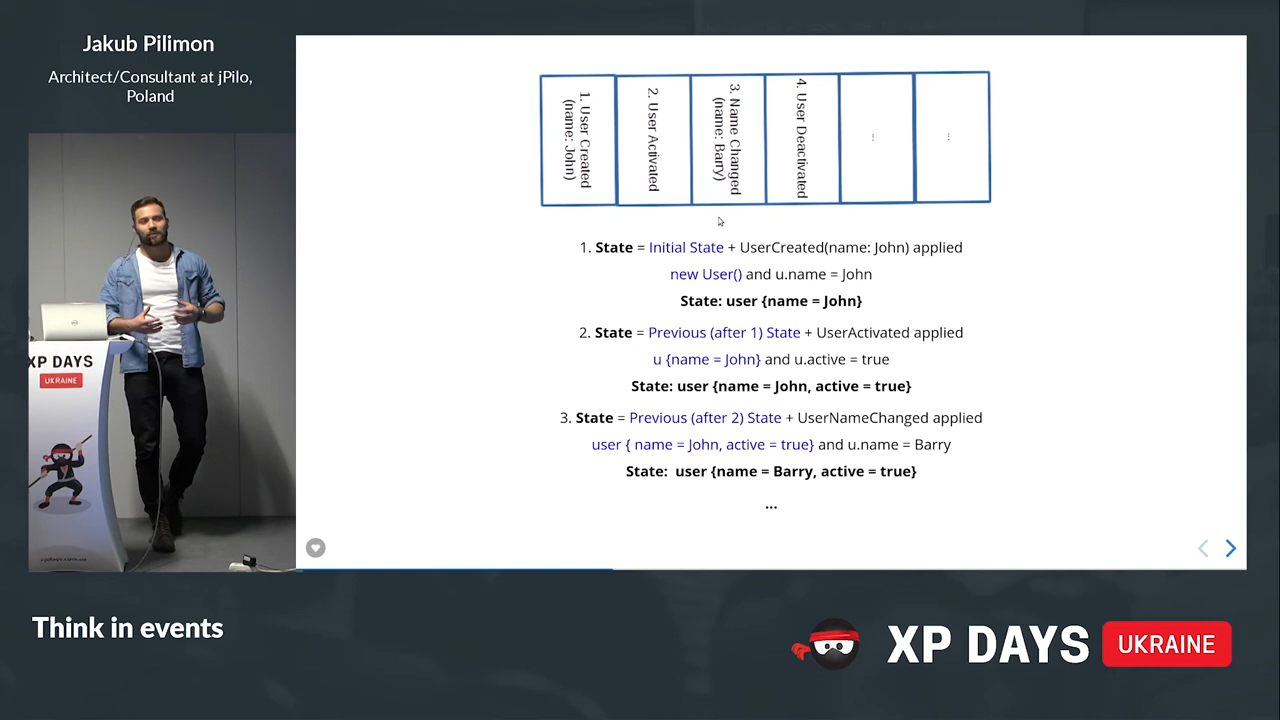 Jakub Pilimon
Architect/Consultant at jPilo,
Poland
1. User Created
(name: John)
2. User Activated
3. Name Changed
(name: Barry)
4. User Deactivated
...
...
1. State = Initial State + UserCreated(name: John) applied
new User() and u.name = John
State: user {name = John}
2. State = Previous (after 1) State + UserActivated applied
u {name = John} and u.active = true
State: user {name = John, active = true}
3. State = Previous (after 2) State + UserNameChanged applied
user { name = John, active = true} and u.name = Barry
State: user {name = Barry, active = true}
...
XP DAYS
UKRAINE
Think in events
XP DAYS UKRAINE